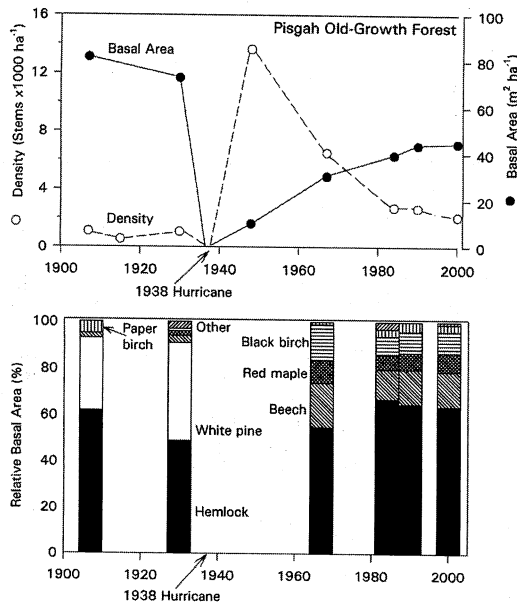 Pisgah Old-Growth Forest
Density (Stems x1000 ha⁻¹)
16
12
8
4
0
Basal Area
Density
Basal Area (m² ha⁻¹)
100
80
60
40
20
0
1900 1920 1940 1960 1980 2000
1938 Hurricane
Relative Basal Area (%)
100
80
60
40
20
0
Paper
birch
Other
White pine
Hemlock
Black birch
Red maple
Beech
1900 1920 1940 1960 1980 2000
1938 Hurricane